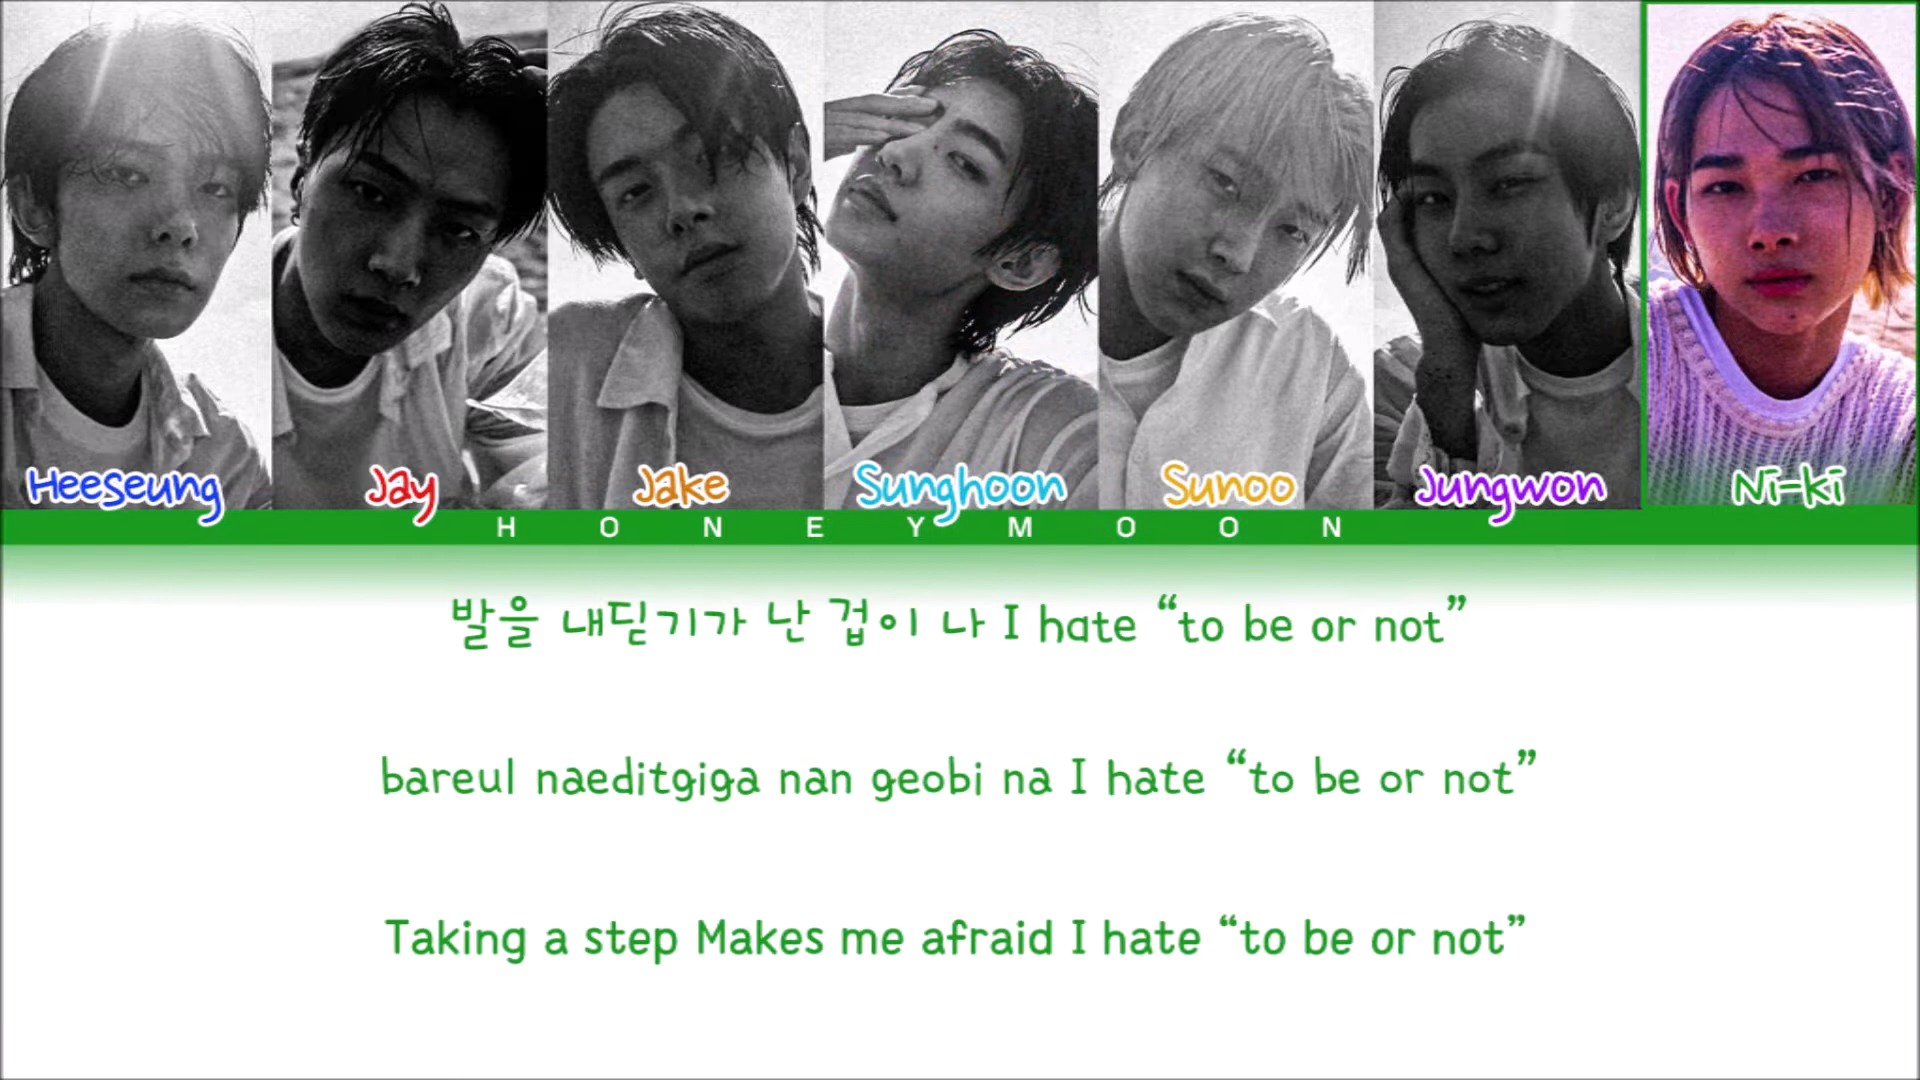 Heeseung Jay Jake Sunghoon Sunoo Jungwon Ni-ki
HONEYMOON
발을 내딛기가 난 겁이 나 I hate “to be or not”
bareul naeditgiga nan geobi na I hate “to be or not”
Taking a step Makes me afraid I hate “to be or not”